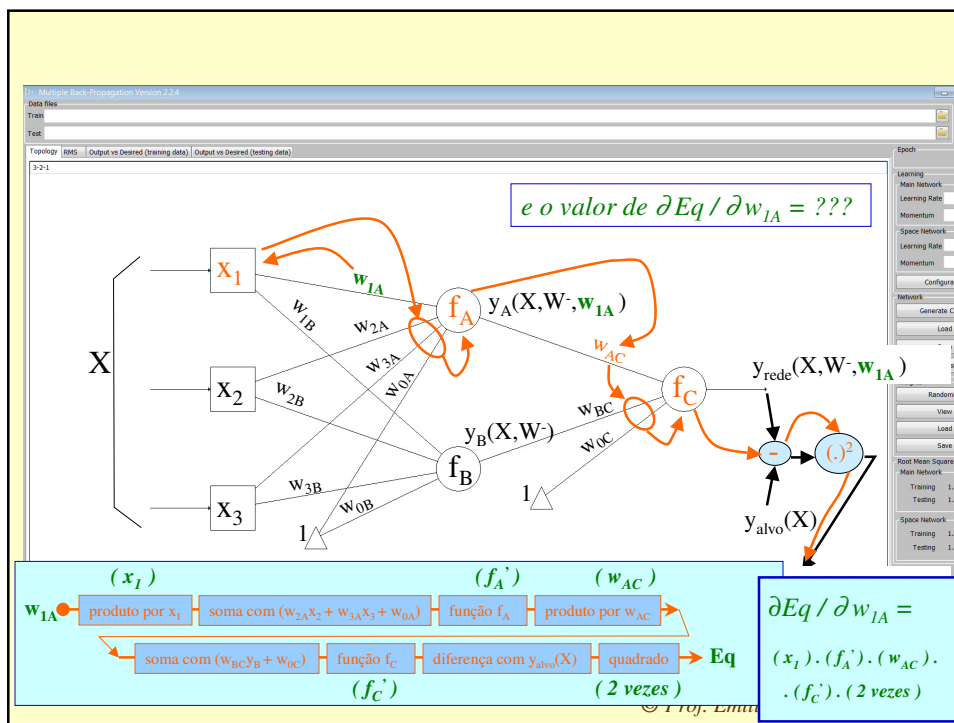 Multiple Back-Propagation Version 2.2.4
Data files
Train
Test
Topology RMS Output vs Desired (training data) Output vs Desired (testing data)
3-2-1
Epoch
Learning
Main Network
Learning Rate
Momentum
Space Network
Learning Rate
Momentum
Network
Load
View
Load
Save
Root Mean Square
Main Network
Training 1.
Testing 1.
Space Network
Training 1.
Testing 1.
e o valor de ∂Eq / ∂w1A = ???
X
x1
x2
x3
w1A
w1B
w2A
w2B
w3A
w0A
w3B
w0B
1
fA
yA(X,W-,w1A)
fB
yB(X,W-)
wAC
wBC
w0C
1
fC
yrede(X,W-,w1A)
-
(.)²
yalvo(X)
( x1 ) ( fA’ ) ( wAC )
w1A produto por x1 soma com (w2Ax2 + w3Ax3 + w0A) função fA produto por wAC
soma com (wBCyB + w0C) função fC diferença com yalvo(X) quadrado Eq
( fC’ ) ( 2 vezes )
∂Eq / ∂ w1A =
( x1 ) . ( fA’ ) . ( wAC ) .
. ( fC’ ) . ( 2 vezes )
© Prof.